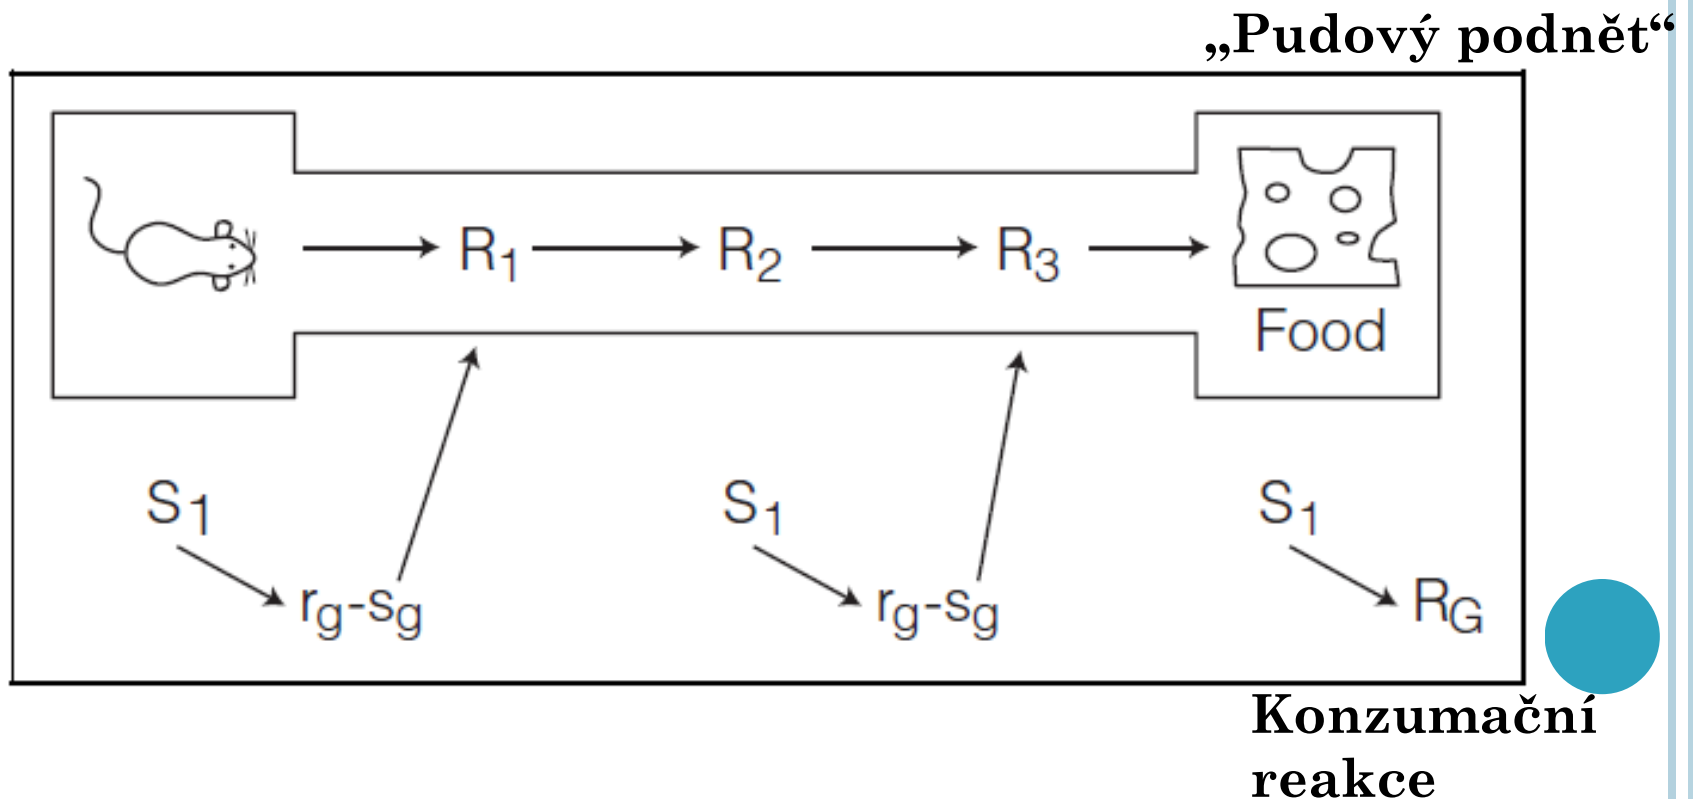 „Pudový podnět“
R1 R2 R3
Food
S1 S1 S1
rg-sg rg-sg RG
Konzumační
reakce